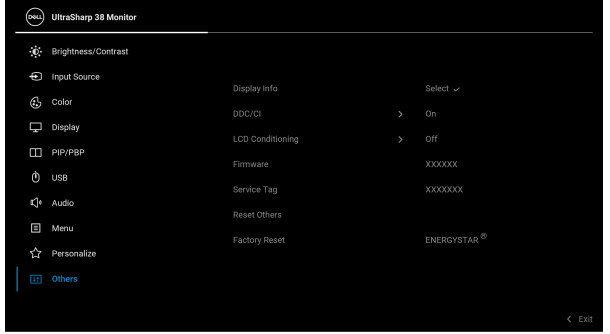 DELL UltraSharp 38 Monitor
Brightness/Contrast
Input Source
Color
Display
PIP/PBP
USB
Audio
Menu
Personalize
Others
Display Info Select ✓
DDC/CI > On
LCD Conditioning > Off
Firmware XXXXXX
Service Tag XXXXXXX
Reset Others
Factory Reset ENERGYSTAR ®
< Exit